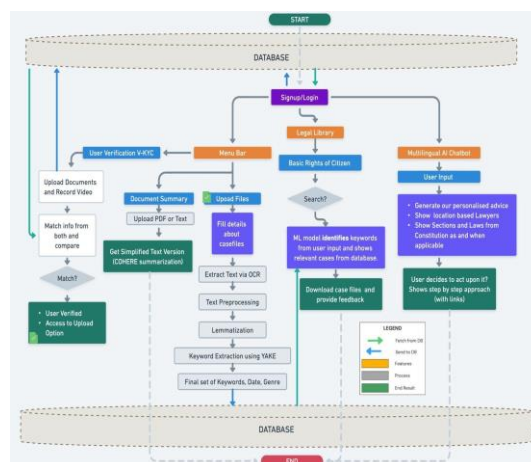 START
DATABASE
Signup/Login
Legal Library
User Verification V-KYC
Menu Bar
Multilingual AI Chatbot
Basic Rights of Citizen
User Input
Upload Documents
and Record Video
Document Summary
Upload Files
Search?
• Generate our personalised advice
• Show location based Lawyers
• Show Sections and Laws from
Constitution as and when
applicable
Upload PDF or Text
Fill details
about
casefiles
Match info from
both and
compare
ML model identifies keywords
from user input and shows
relevant cases from database.
Get Simplified Text Version
(COHERE summarization)
Extract Text via OCR
Match?
Download case files and
provide feedback
User decides to act upon it?
Shows step by step approach
(with links)
Text Preprocessing
• User Verified
• Access to Upload
Option
Lemmatization
LEGEND
Fetch from DB
Send to DB
Features
Process
End Result
Keyword Extraction using YAKE
Final set of Keywords, Date, Genre
DATABASE
END